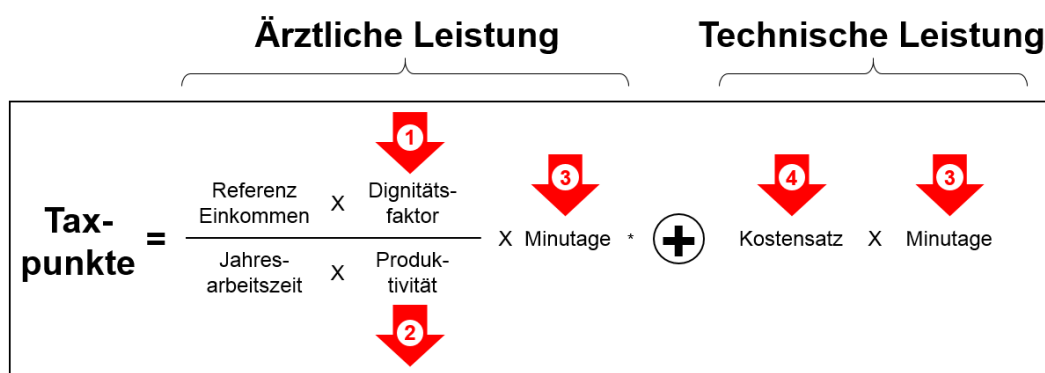 Ärztliche Leistung
Technische Leistung
1
3
4
3
Referenz
Einkommen
X
Dignitäts-
faktor
Tax-
punkte
=
X
Minutage
*
+
Kostensatz
X
Minutage
Jahres-
arbeitszeit
X
Produk-
tivität
2